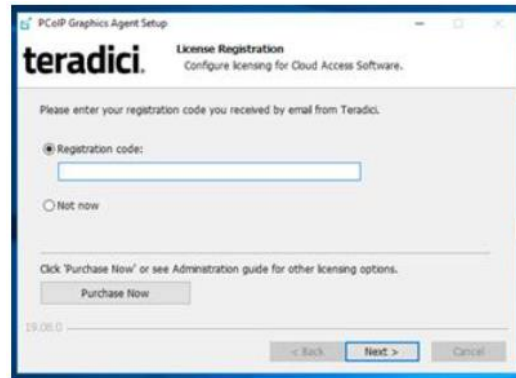 PCoIP Graphics Agent Setup
teradici.
License Registration
Configure licensing for Cloud Access Software.
Please enter your registration code you received by email from Teradici.
Registration code:
Not now
Click 'Purchase Now' or see Administration guide for other licensing options.
Purchase Now
19.08.0
< Back
Next >
Cancel